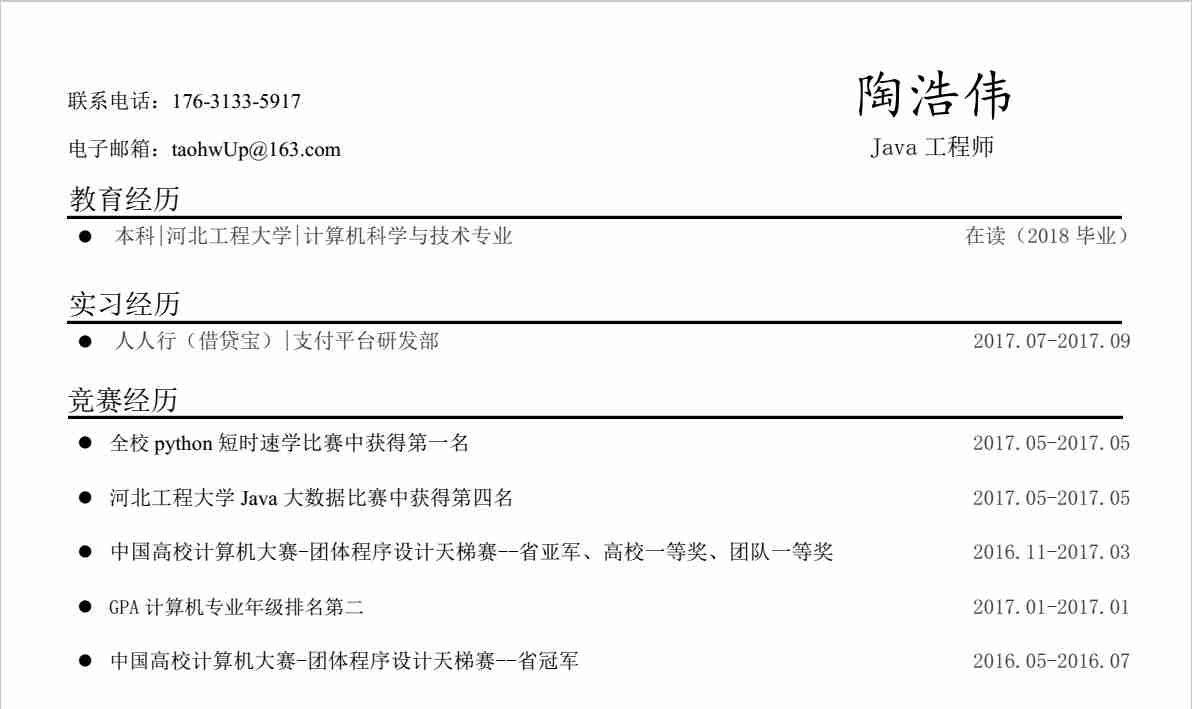 陶浩伟
联系电话：176-3133-5917
电子邮箱：taohwUp@163.com
Java 工程师
教育经历
● 本科|河北工程大学|计算机科学与技术专业 在读（2018 毕业）
实习经历
● 人人行（借贷宝）|支付平台研发部 2017.07-2017.09
竞赛经历
● 全校 python 短时速学比赛中获得第一名 2017.05-2017.05
● 河北工程大学 Java 大数据比赛中获得第四名 2017.05-2017.05
● 中国高校计算机大赛-团体程序设计天梯赛--省亚军、高校一等奖、团队一等奖 2016.11-2017.03
● GPA 计算机专业年级排名第二 2017.01-2017.01
● 中国高校计算机大赛-团体程序设计天梯赛--省冠军 2016.05-2016.07